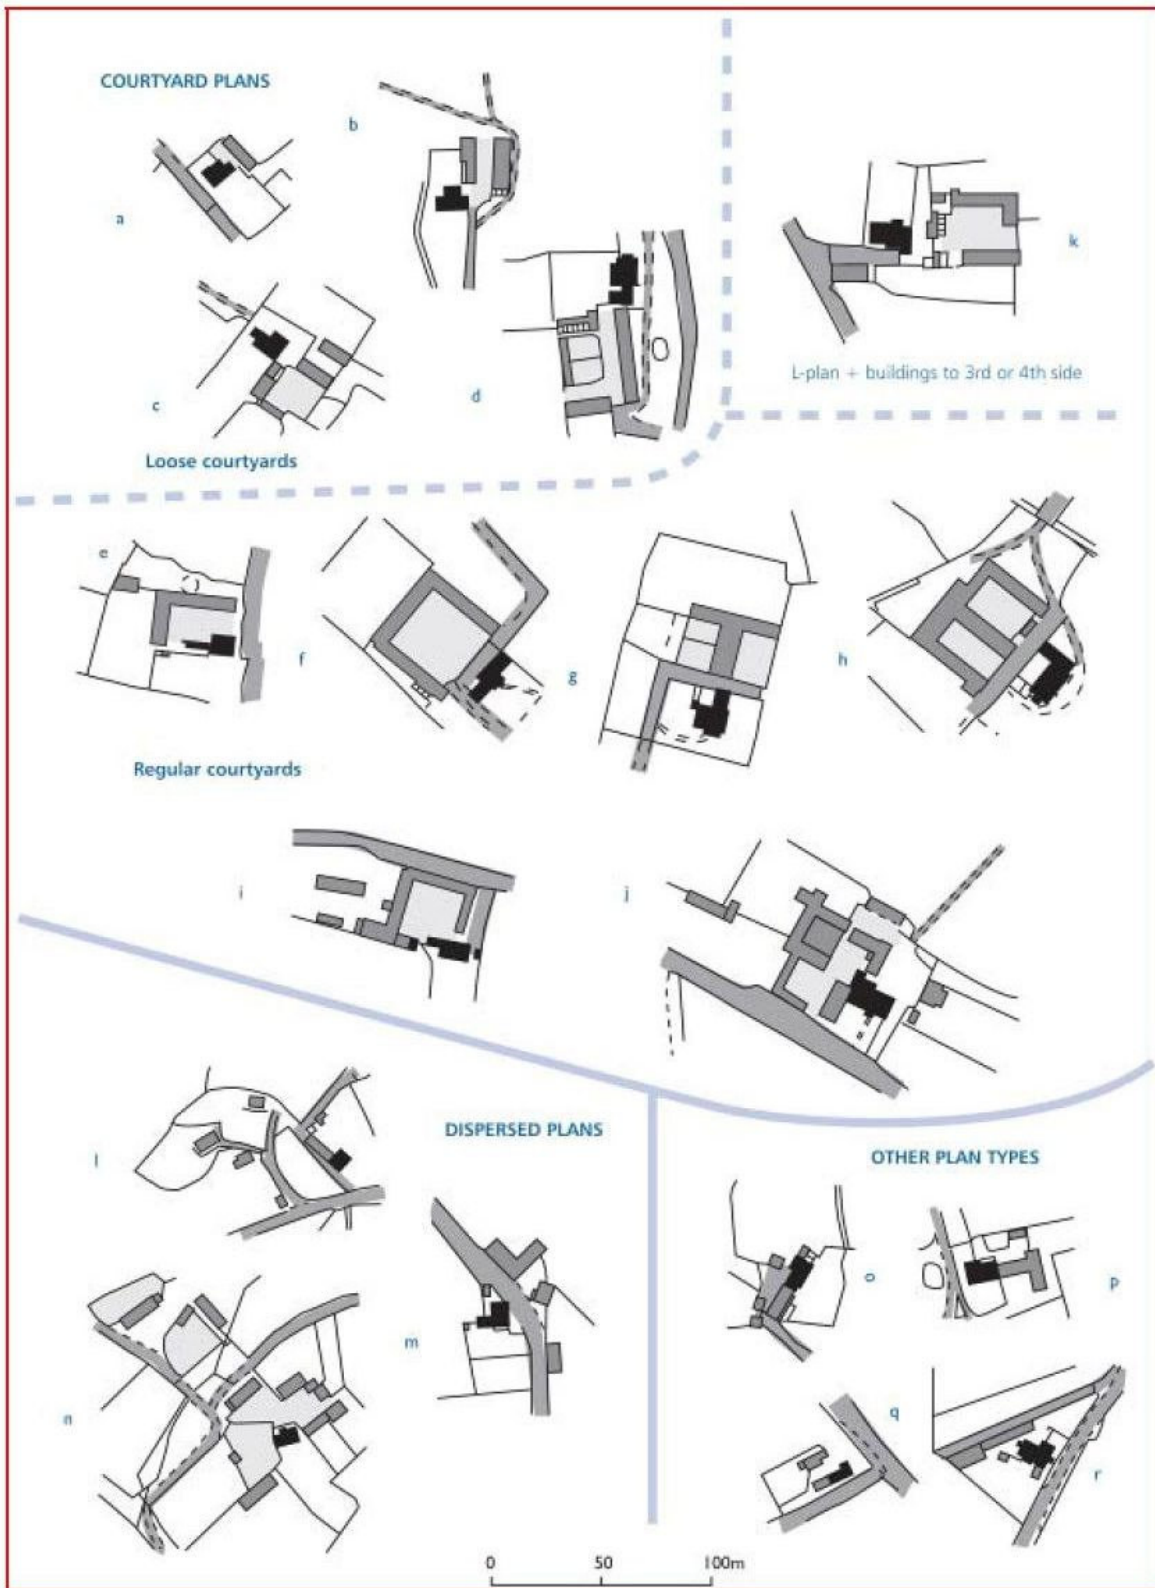 COURTYARD PLANS
b
a
k
L-plan + buildings to 3rd or 4th side
c
d
Loose courtyards
e
f
g
h
Regular courtyards
i
j
DISPERSED PLANS
OTHER PLAN TYPES
l
o
p
m
n
q
r
0 50 100m